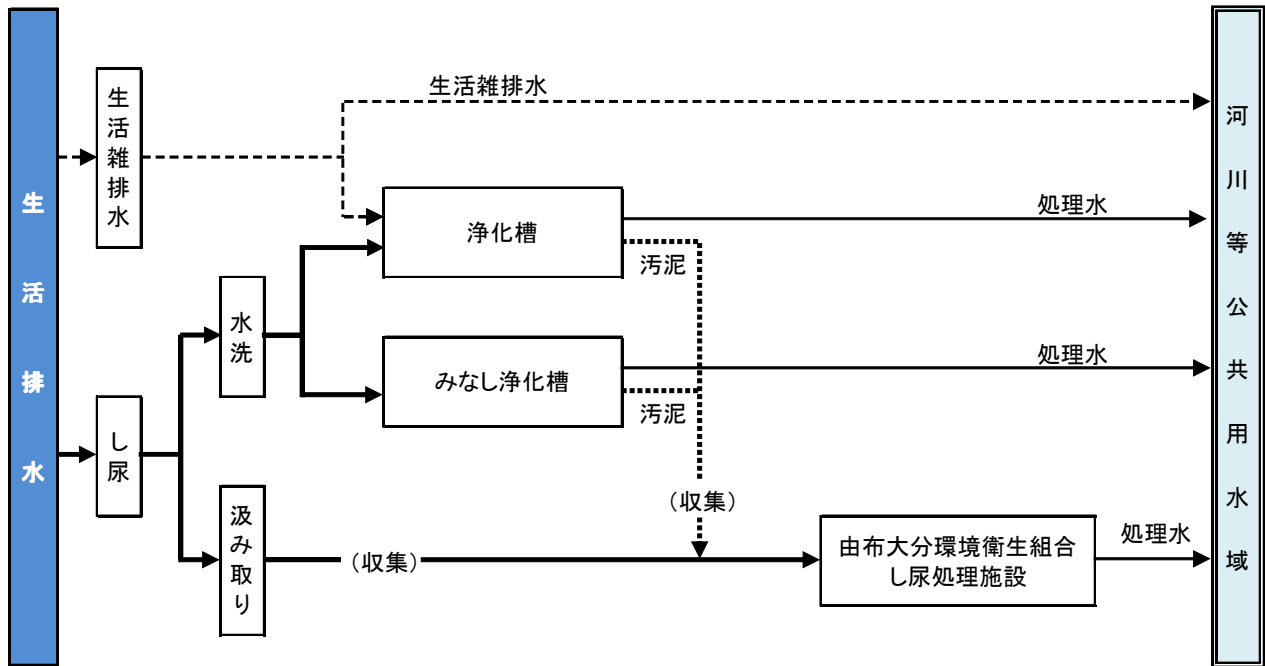 生活排水
生活雑排水
生活雑排水
浄化槽
処理水
汚泥
水洗
みなし浄化槽
処理水
汚泥
し尿
汲み取り
（収集）
（収集）
由布大分環境衛生組合
し尿処理施設
処理水
河川等公共用水域